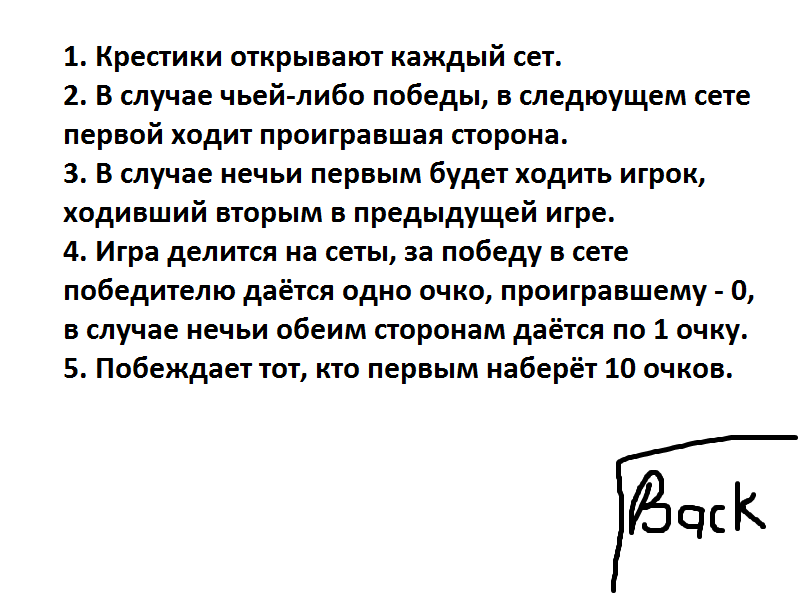 1. Крестики открывают каждый сет.
2. В случае чьей-либо победы, в следюущем сете
первой ходит проигравшая сторона.
3. В случае нечьи первым будет ходить игрок,
ходивший вторым в предыдущей игре.
4. Игра делится на сеты, за победу в сете
победителю даётся одно очко, проигравшему - 0,
в случае нечьи обеим сторонам даётся по 1 очку.
5. Побеждает тот, кто первым наберёт 10 очков.
Back